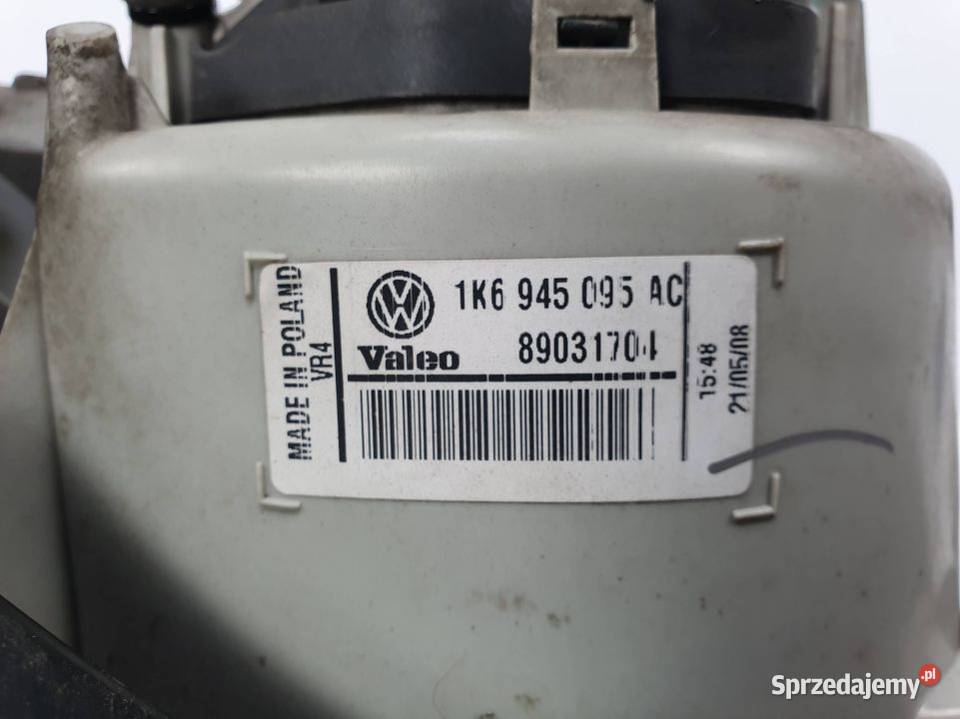 MADE IN POLAND
VR4
1K6 945 095 AC
Valeo 89031704
15:48
21/05/08
Sprzedajemy.pl